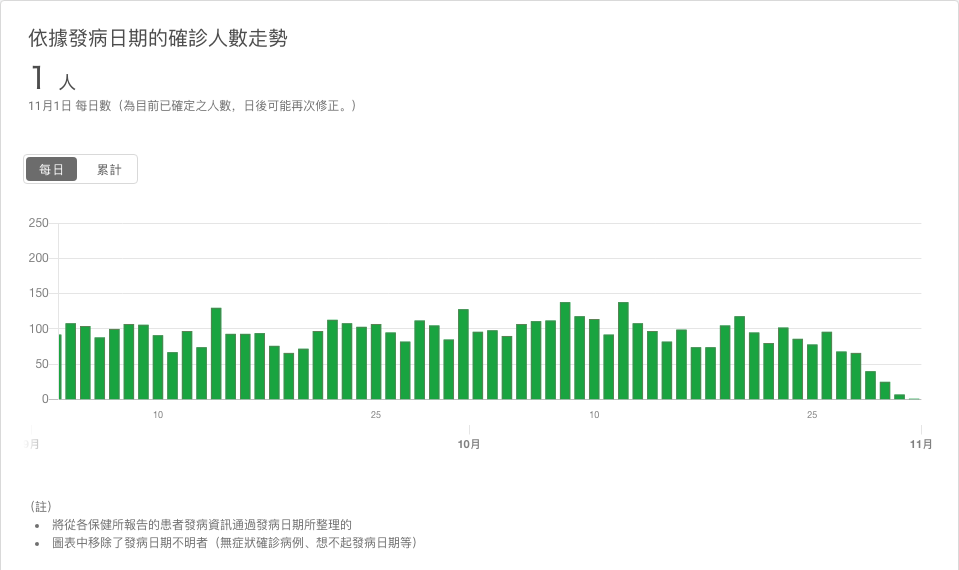 依據發病日期的確診人數走勢
1 人
11月1日 每日數（為目前已確定之人數，日後可能再次修正。）
每日 累計
250
200
150
100
50
0
10 25 10 25
月 10月 11月
（註）
• 將從各保健所報告的患者發病資訊通過發病日期所整理的
• 圖表中移除了發病日期不明者（無症狀確診病例、想不起發病日期等）